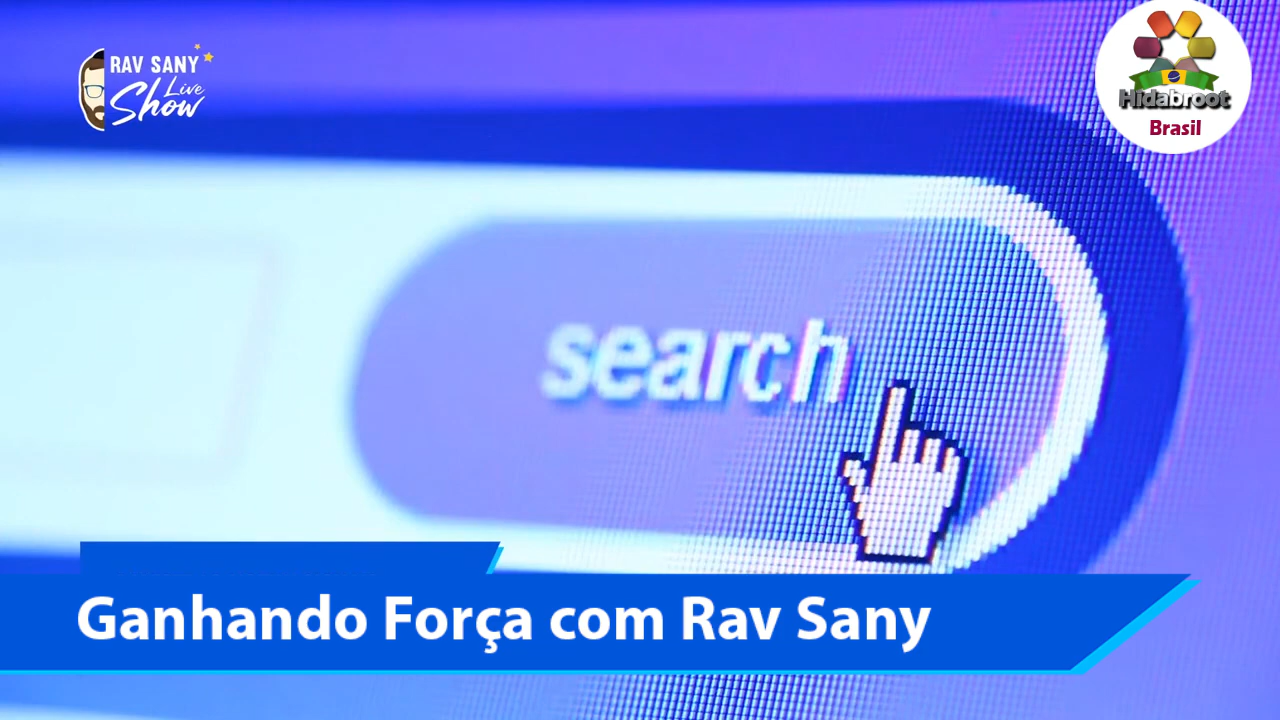 RAV SANY
Live
Show
Hidabroot
Brasil
search
Ganhando Força com Rav Sany